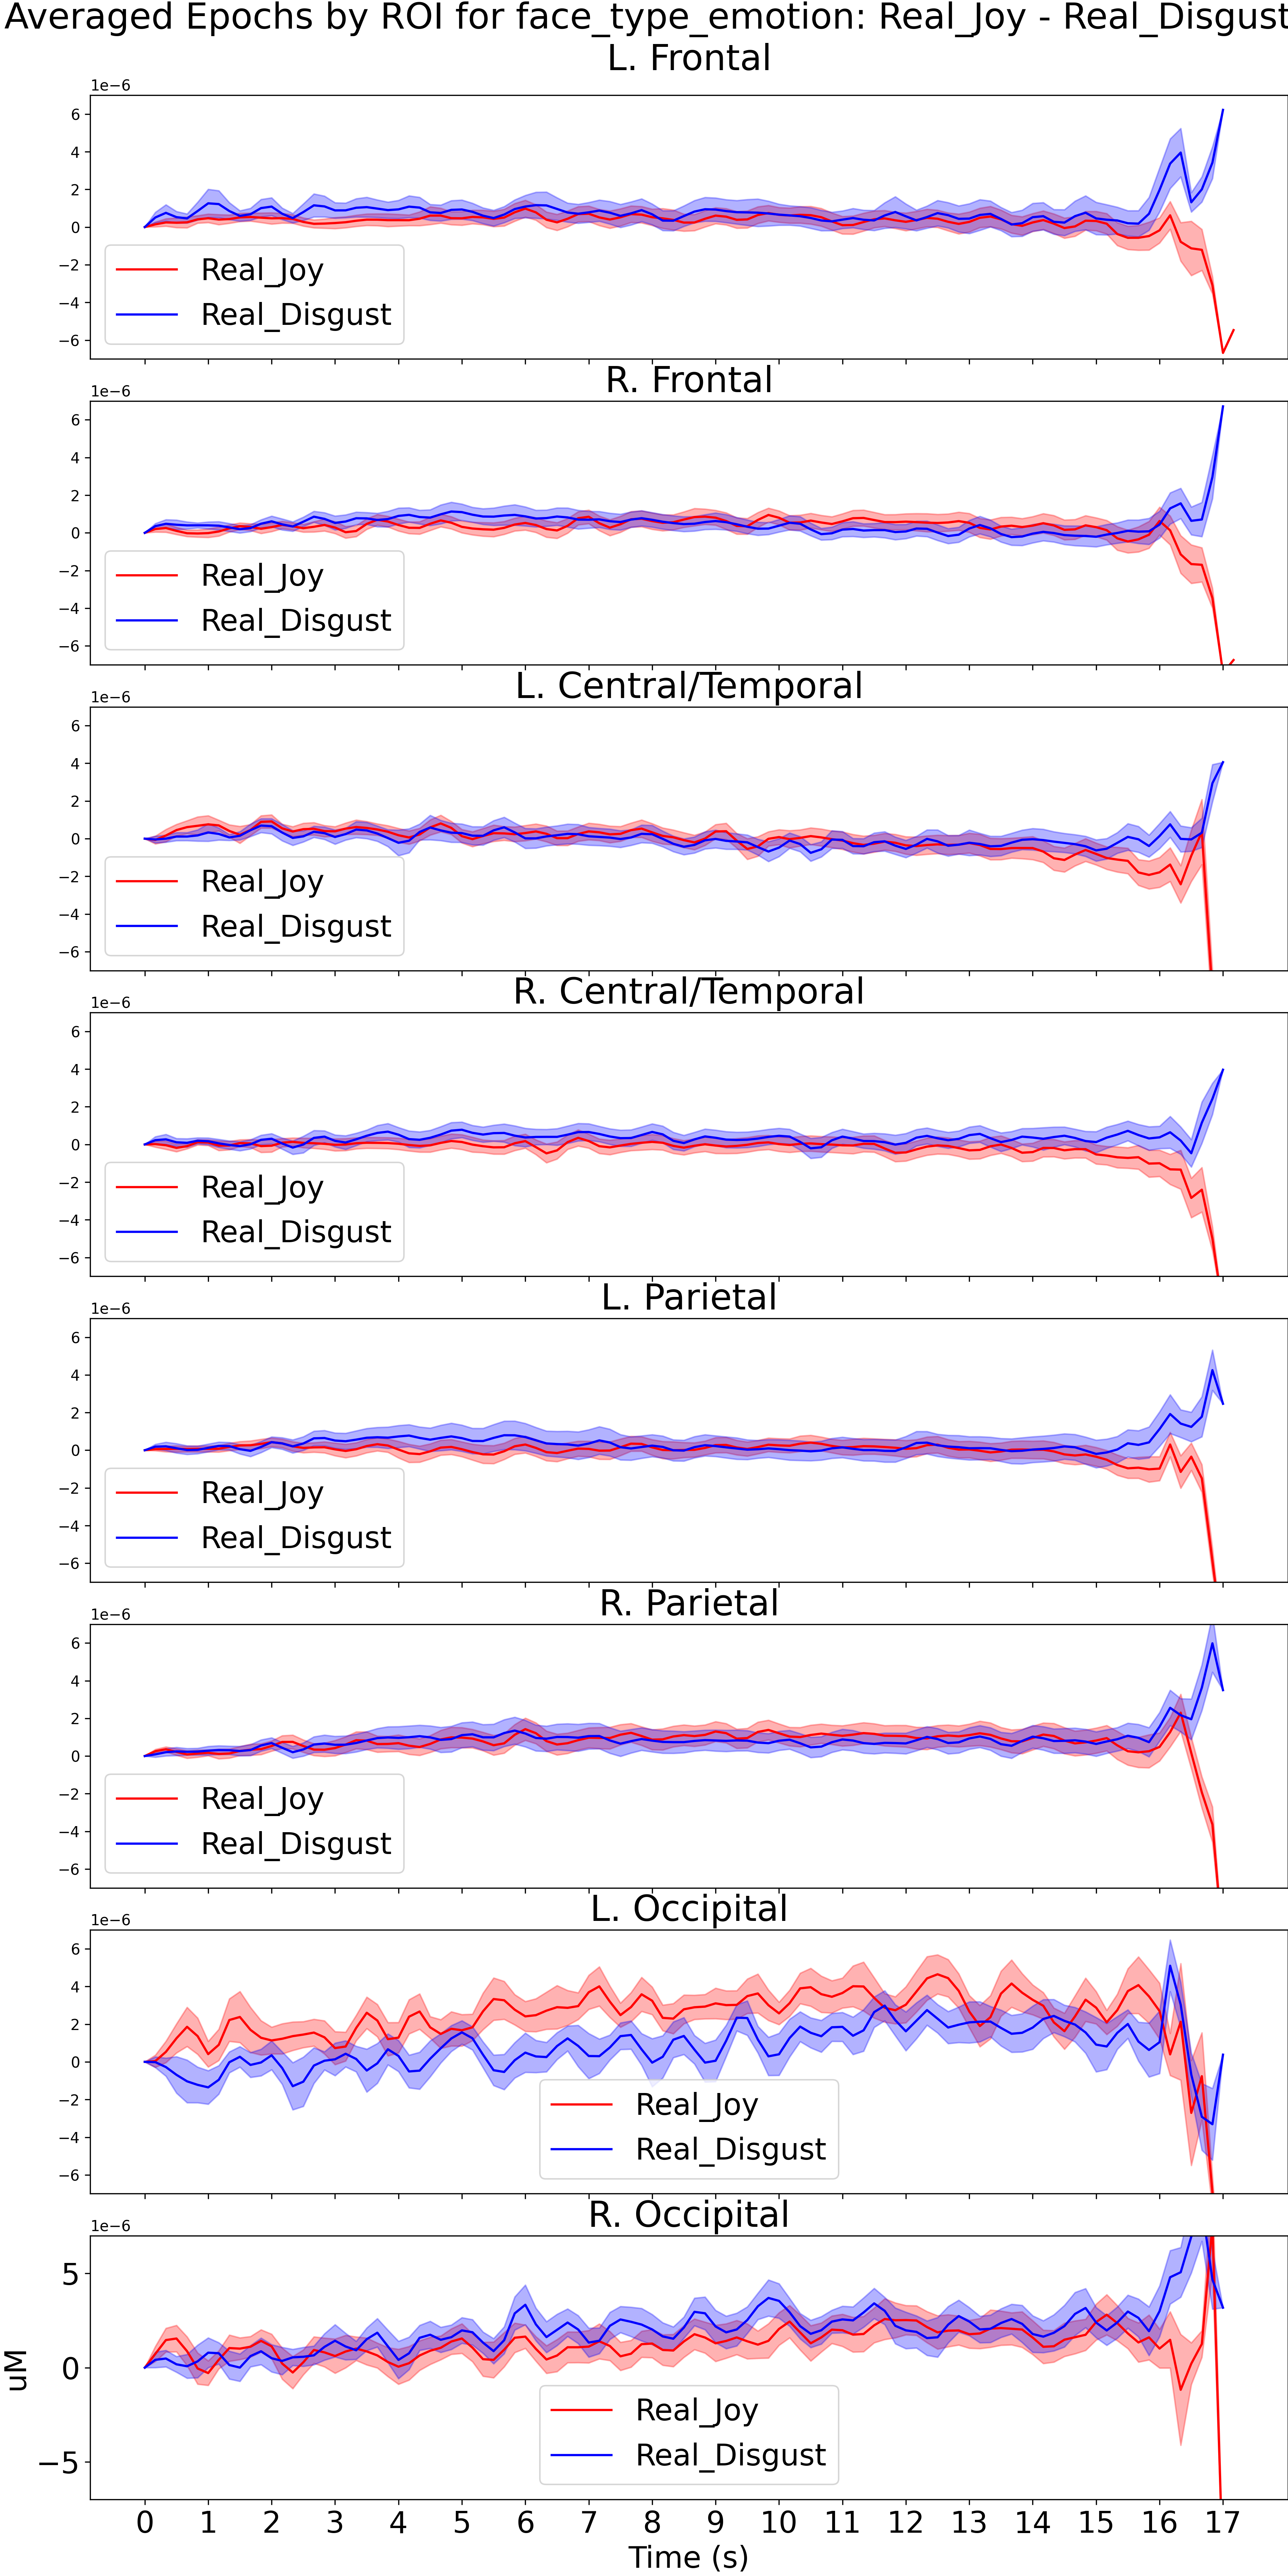 Averaged Epochs by ROI for face_type_emotion: Real_Joy - Real_Disgust
L. Frontal
1e−6
6
4
2
0
−2
−4
−6
Real_Joy
Real_Disgust
R. Frontal
1e−6
6
4
2
0
−2
−4
−6
Real_Joy
Real_Disgust
L. Central/Temporal
1e−6
6
4
2
0
−2
−4
−6
Real_Joy
Real_Disgust
R. Central/Temporal
1e−6
6
4
2
0
−2
−4
−6
Real_Joy
Real_Disgust
L. Parietal
1e−6
6
4
2
0
−2
−4
−6
Real_Joy
Real_Disgust
R. Parietal
1e−6
6
4
2
0
−2
−4
−6
Real_Joy
Real_Disgust
L. Occipital
1e−6
6
4
2
0
−2
−4
−6
Real_Joy
Real_Disgust
R. Occipital
1e−6
5
0
−5
uM
Real_Joy
Real_Disgust
0 1 2 3 4 5 6 7 8 9 10 11 12 13 14 15 16 17
Time (s)